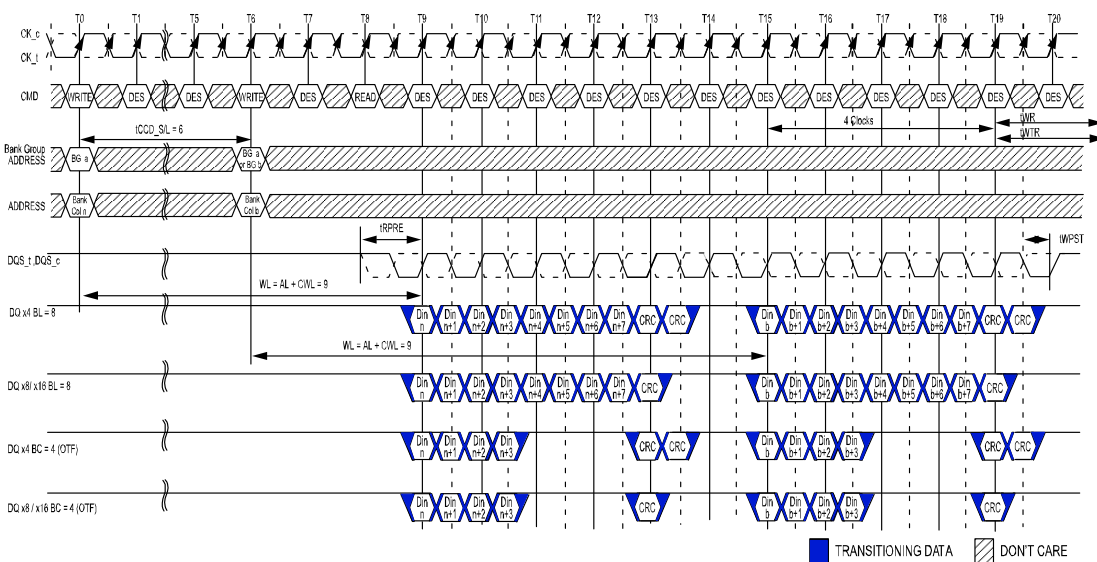 T0 T1 T5 T6 T7 T8 T9 T10 T11 T12 T13 T14 T15 T16 T17 T18 T19 T20
CK_c
CK_t
CMD WRITE DES DES WRITE DES READ DES DES DES DES DES DES DES DES DES DES DES DES
tCCD_S/L = 6
4 Clocks
tWR
tWTR
Bank Group
ADDRESS
BG a
BG a
or BG b
ADDRESS
Bank
Col n
Bank
Col b
tRPRE
tWPST
DQS_t ,DQS_c
WL = AL + CWL = 9
DQ x4 BL = 8
Din Din Din Din Din Din Din Din CRC CRC Din Din Din Din Din Din Din Din CRC CRC
n n+1 n+2 n+3 n+4 n+5 n+6 n+7 b b+1 b+2 b+3 b+4 b+5 b+6 b+7
WL = AL + CWL = 9
DQ x8/ x16 BL = 8
Din Din Din Din Din Din Din Din CRC Din Din Din Din Din Din Din Din CRC
n n+1 n+2 n+3 n+4 n+5 n+6 n+7 b b+1 b+2 b+3 b+4 b+5 b+6 b+7
DQ x4 BC = 4 (OTF)
Din Din Din Din CRC CRC Din Din Din Din CRC CRC
n n+1 n+2 n+3 b b+1 b+2 b+3
DQ x8 / x16 BC = 4 (OTF)
Din Din Din Din CRC Din Din Din Din CRC
n n+1 n+2 n+3 b b+1 b+2 b+3
TRANSITIONING DATA DON'T CARE